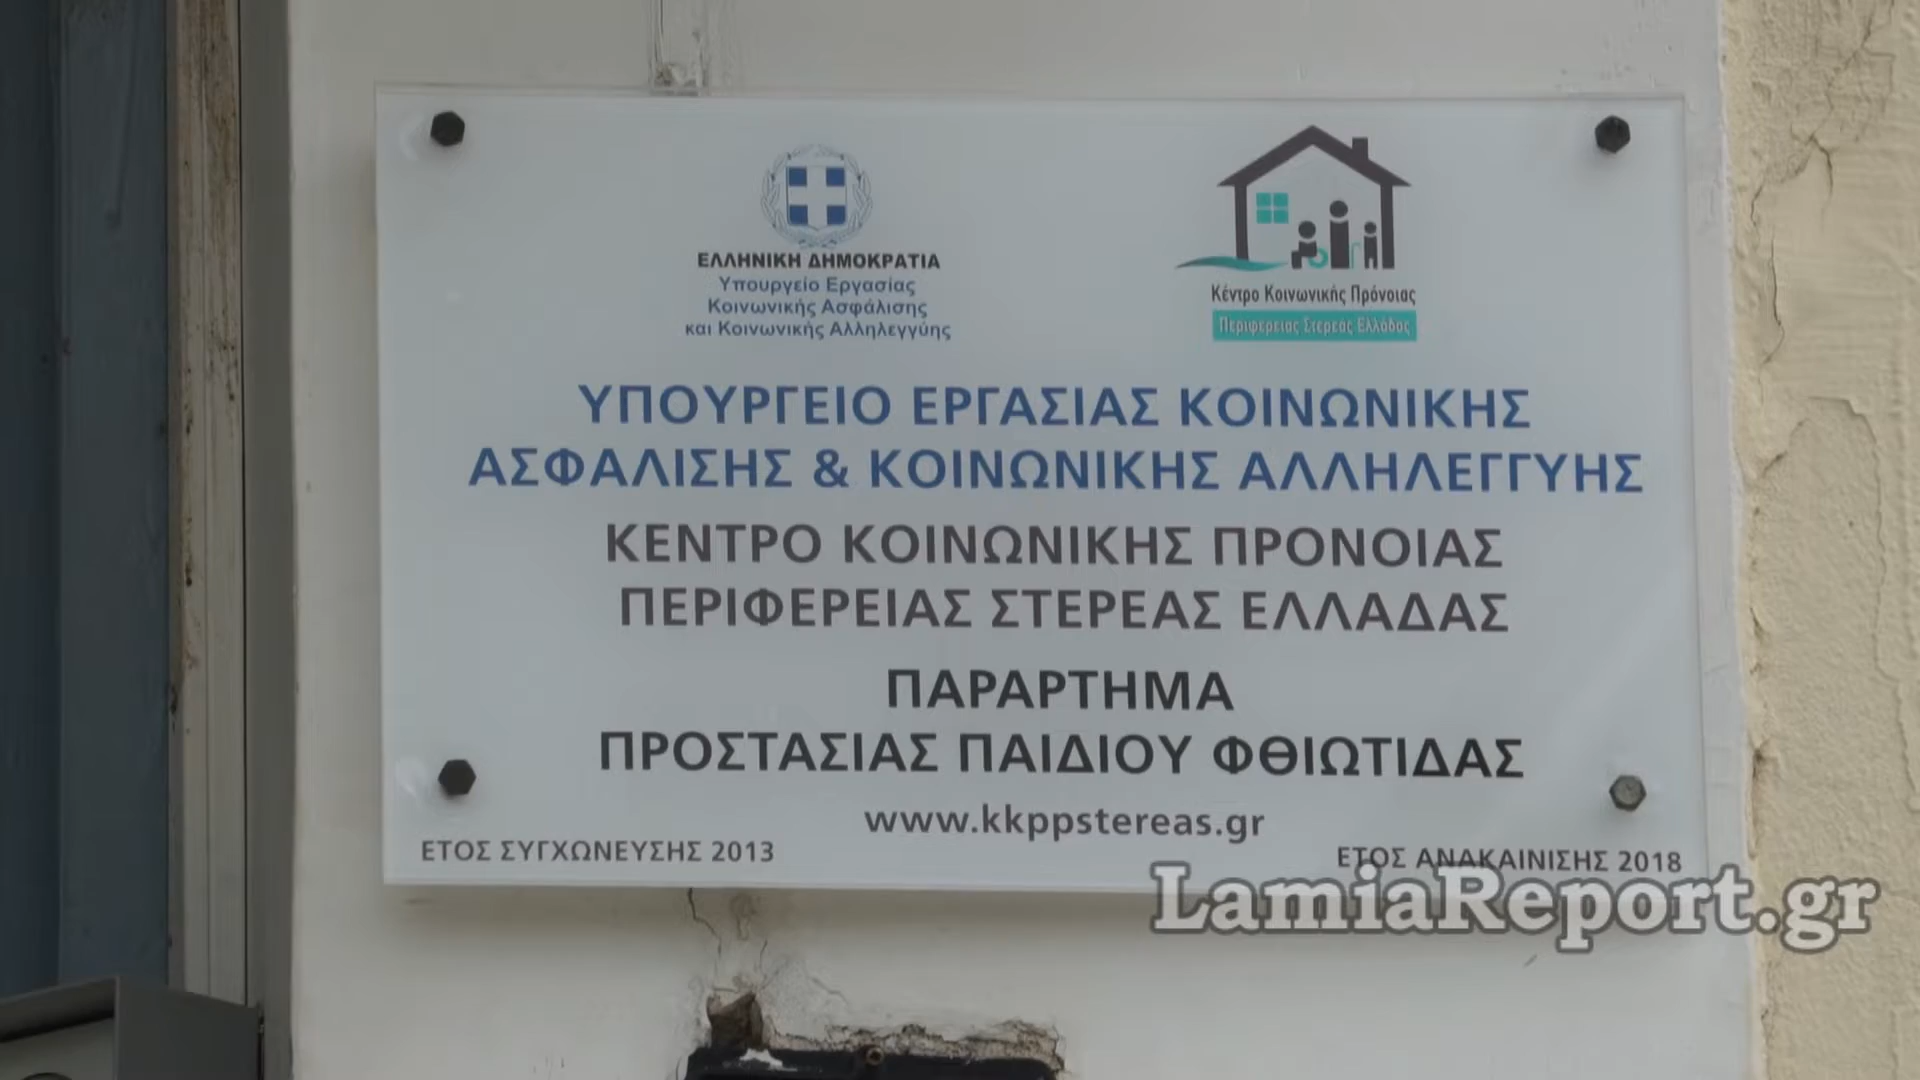 ΕΛΛΗΝΙΚΗ ΔΗΜΟΚΡΑΤΙΑ
Υπουργείο Εργασίας
Κοινωνικής Ασφάλισης
και Κοινωνικής Αλληλεγγύης
Κέντρο Κοινωνικής Πρόνοιας
Περιφέρειας Στερεάς Ελλάδος
ΥΠΟΥΡΓΕΙΟ ΕΡΓΑΣΙΑΣ ΚΟΙΝΩΝΙΚΗΣ
ΑΣΦΑΛΙΣΗΣ & ΚΟΙΝΩΝΙΚΗΣ ΑΛΛΗΛΕΓΓΥΗΣ
ΚΕΝΤΡΟ ΚΟΙΝΩΝΙΚΗΣ ΠΡΟΝΟΙΑΣ
ΠΕΡΙΦΕΡΕΙΑΣ ΣΤΕΡΕΑΣ ΕΛΛΑΔΑΣ
ΠΑΡΑΡΤΗΜΑ
ΠΡΟΣΤΑΣΙΑΣ ΠΑΙΔΙΟΥ ΦΘΙΩΤΙΔΑΣ
www.kkppstereas.gr
ΕΤΟΣ ΣΥΓΧΩΝΕΥΣΗΣ 2013
ΕΤΟΣ ΑΝΑΚΑΙΝΙΣΗΣ 2018
LamiaReport.gr